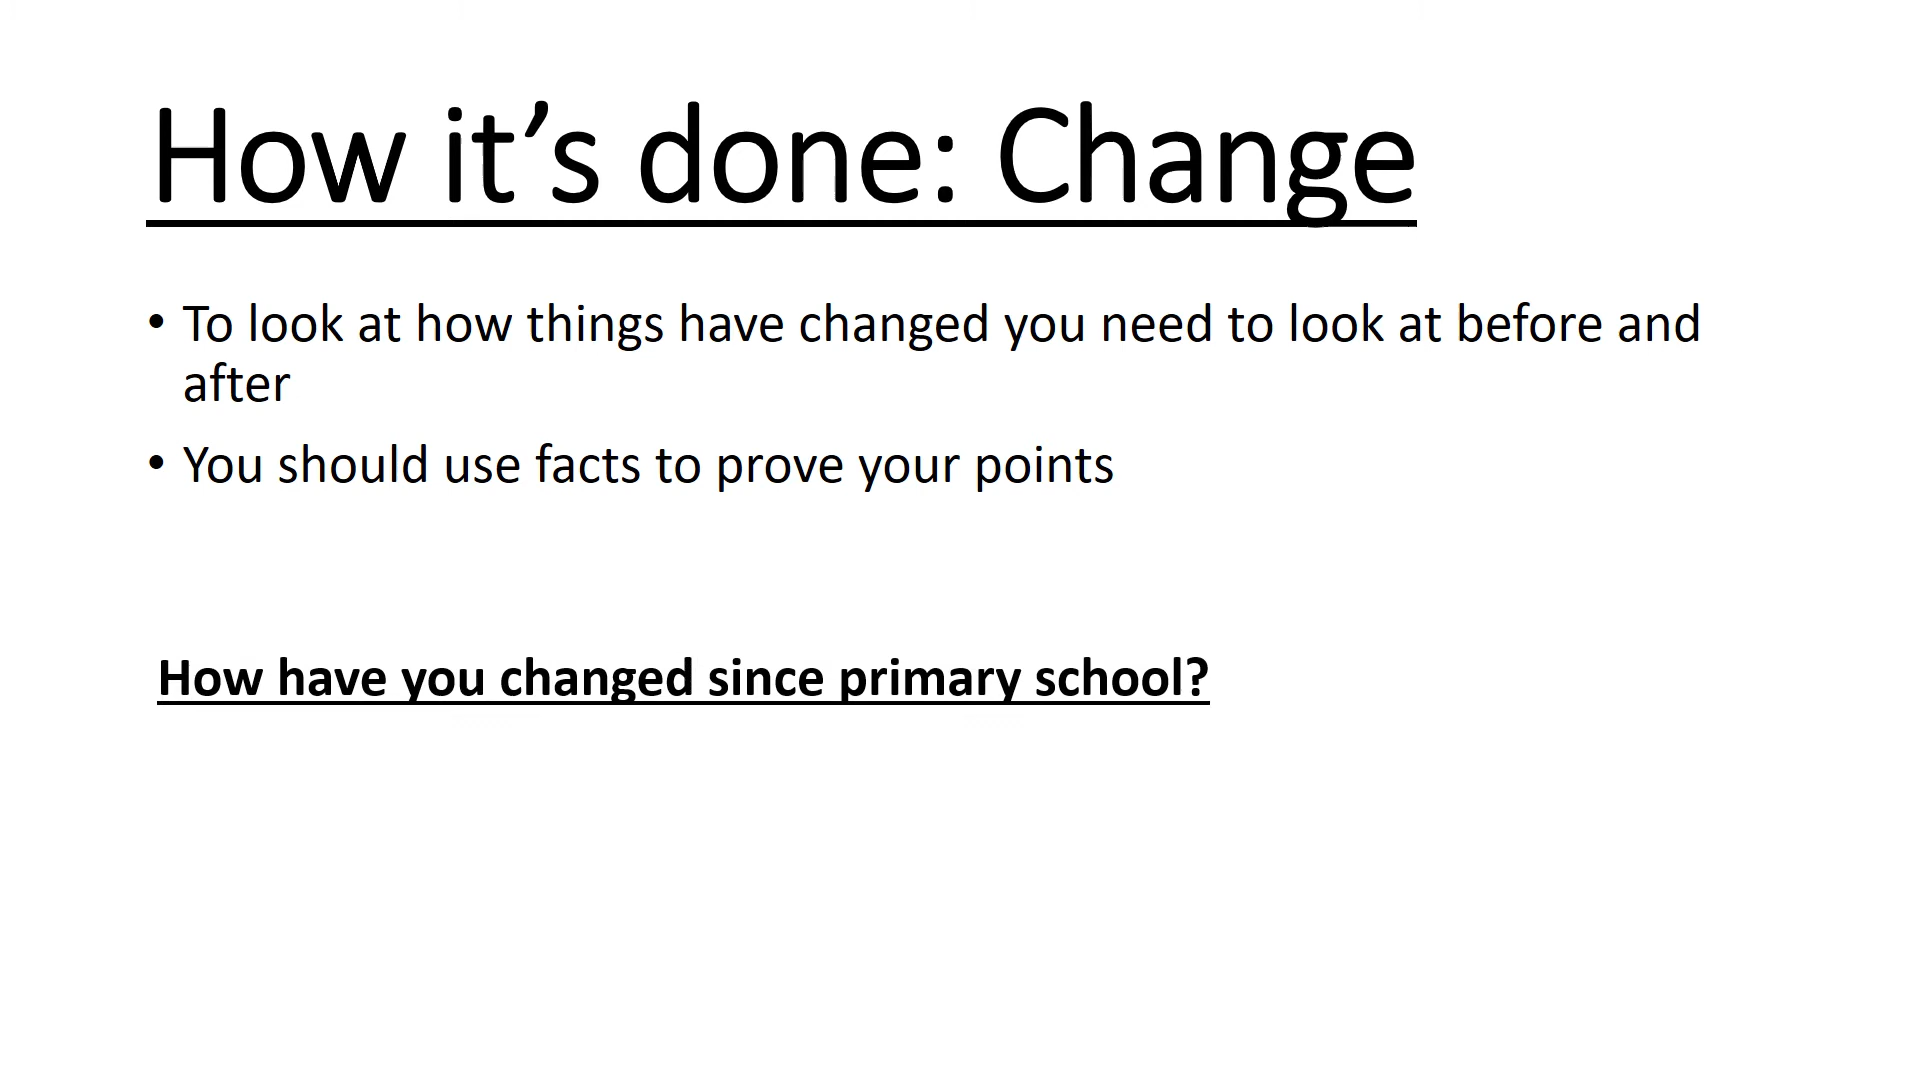 How it’s done: Change
• To look at how things have changed you need to look at before and
after
• You should use facts to prove your points
How have you changed since primary school?